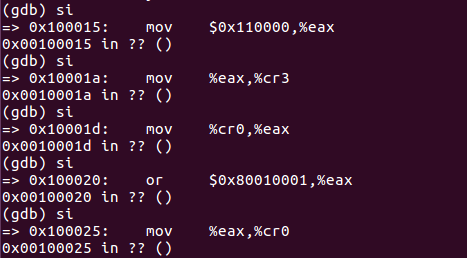 (gdb) si
=> 0x100015:    mov    $0x110000,%eax
0x00100015 in ?? ()
(gdb) si
=> 0x10001a:    mov    %eax,%cr3
0x0010001a in ?? ()
(gdb) si
=> 0x10001d:    mov    %cr0,%eax
0x0010001d in ?? ()
(gdb) si
=> 0x100020:    or     $0x80010001,%eax
0x00100020 in ?? ()
(gdb) si
=> 0x100025:    mov    %eax,%cr0
0x00100025 in ?? ()